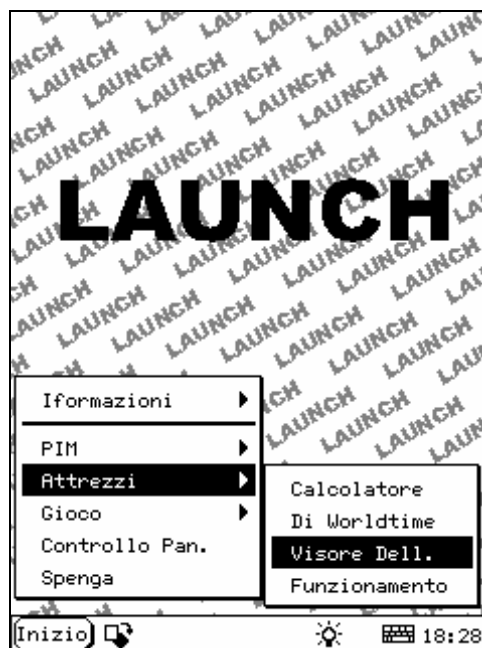 LAUNCH
Iformazioni
PIM
Attrezzi
Gioco
Controllo Pan.
Spenga
Calcolatore
Di Worldtime
Visore Dell.
Funzionamento
Inizio
18:28